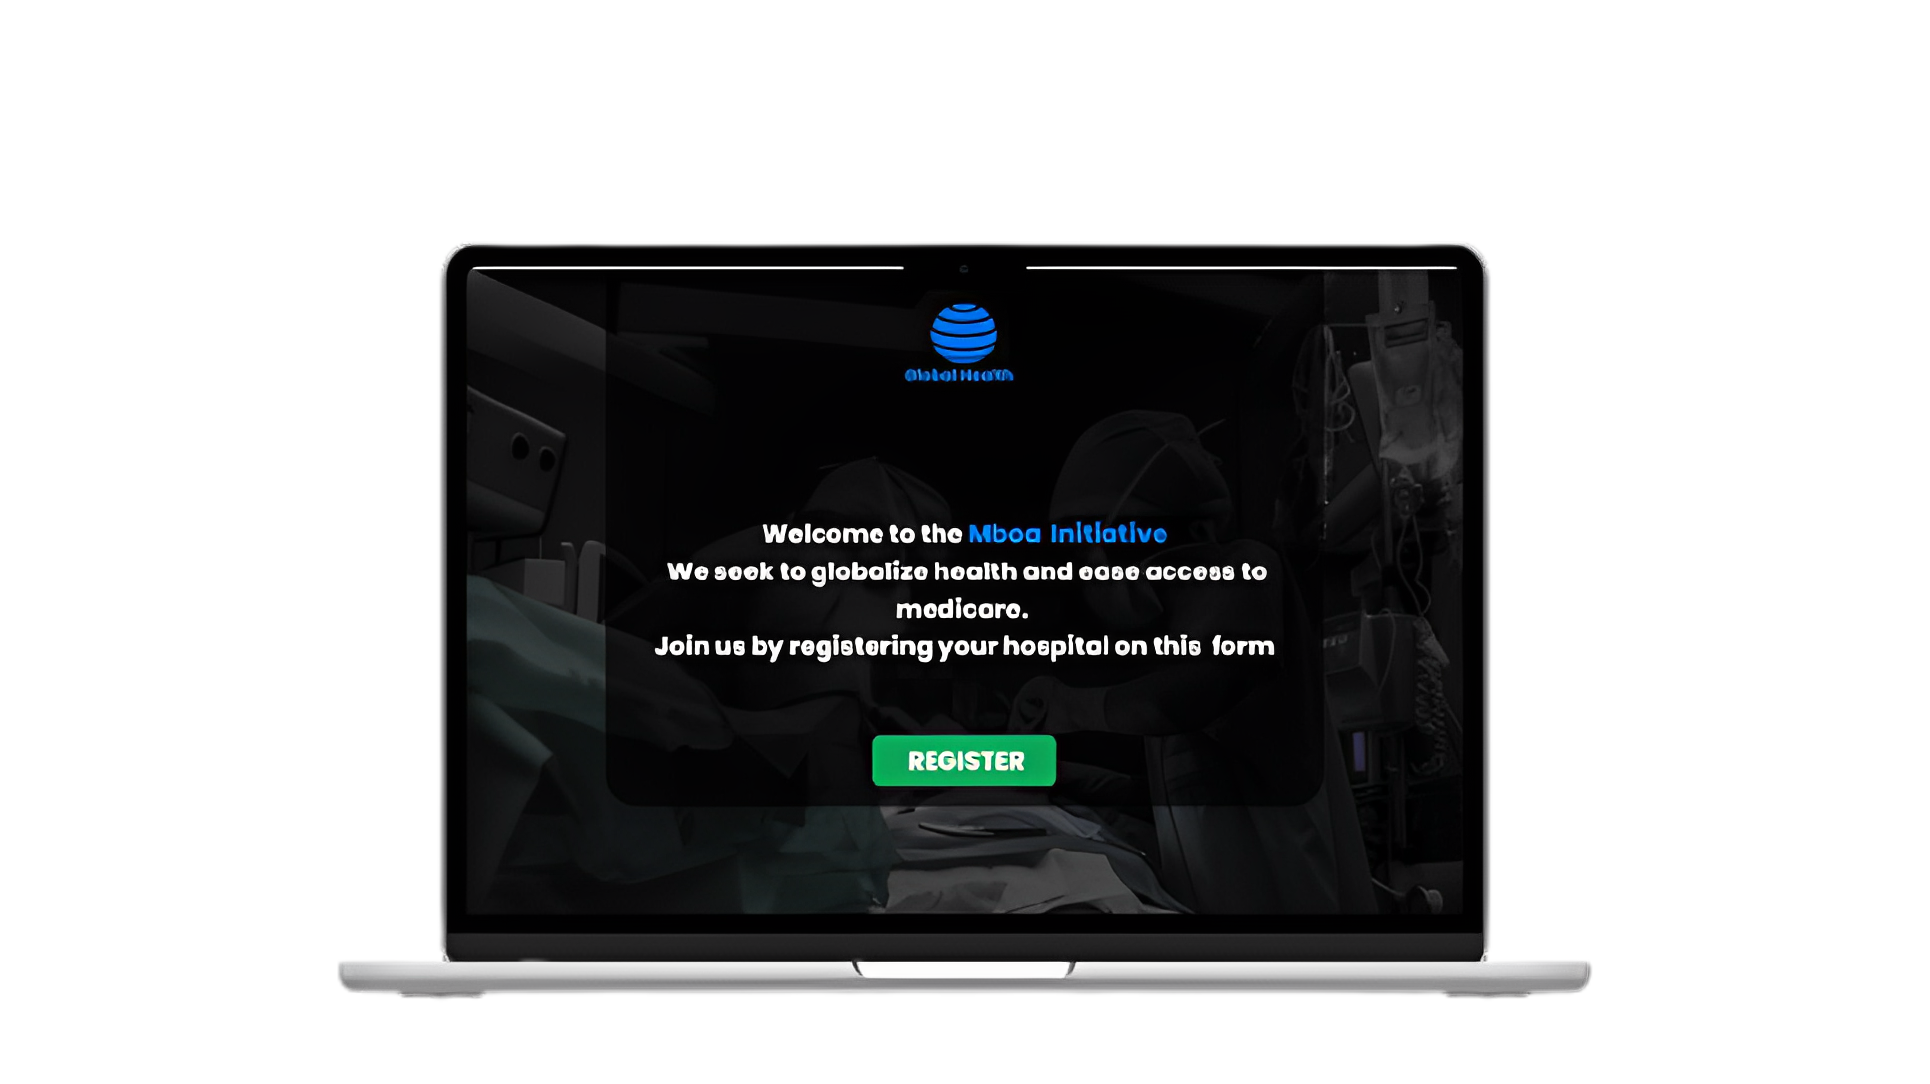 Global Health
Welcome to the Mboa Initiative
We seek to globalize health and ease access to
medicare.
Join us by registering your hospital on this form
REGISTER